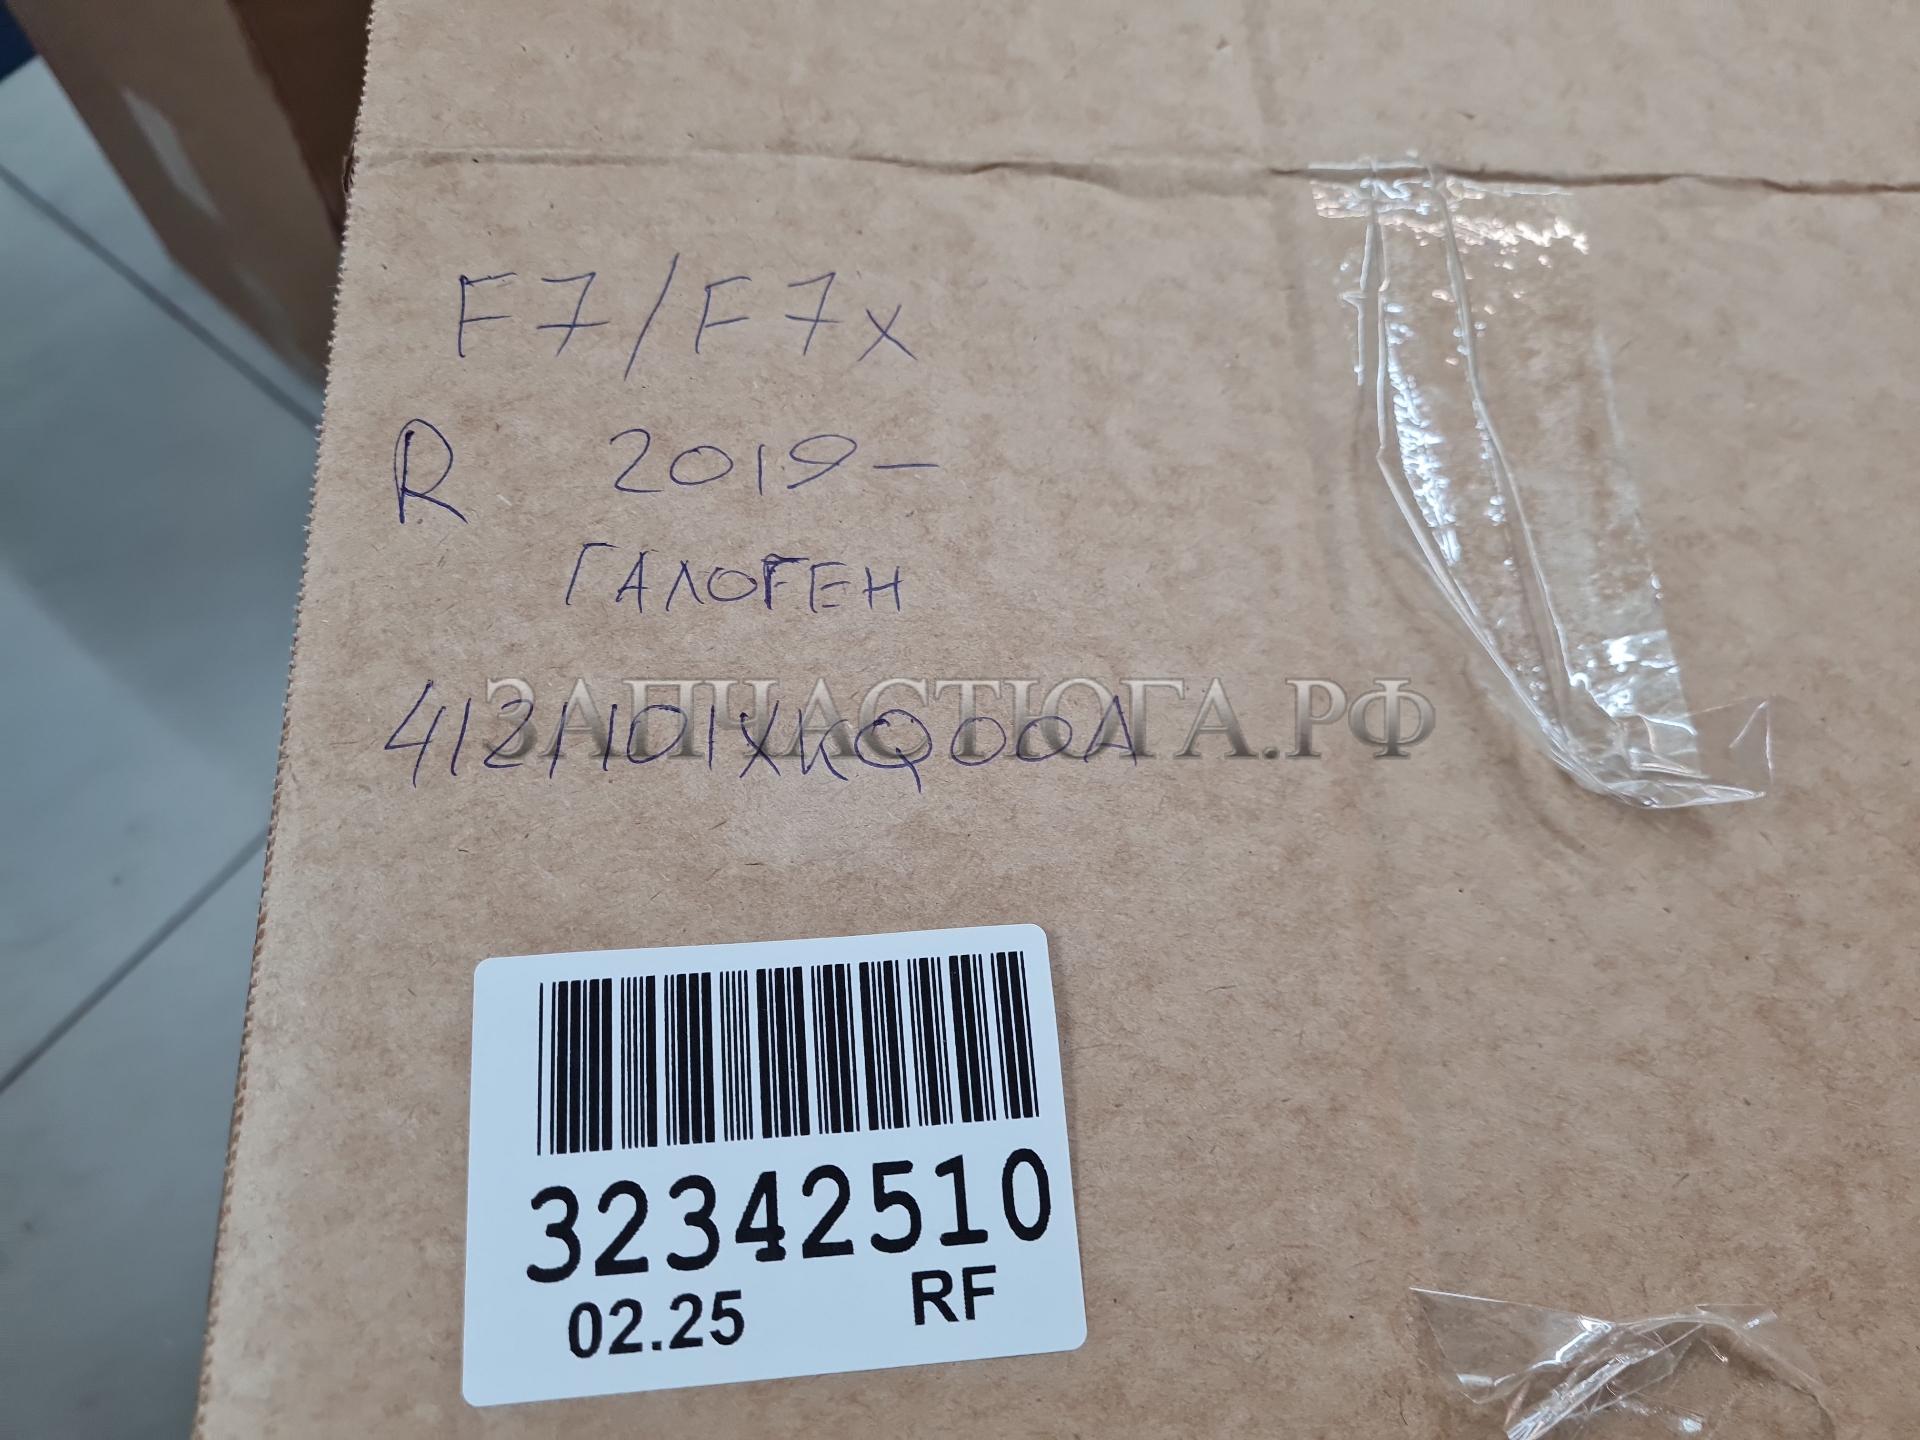 F7/F7x
R 2019-
ГАЛОГЕН
4121101XKQ00A
ЗАПЧАСТЮГА.РФ
32342510
02.25 RF